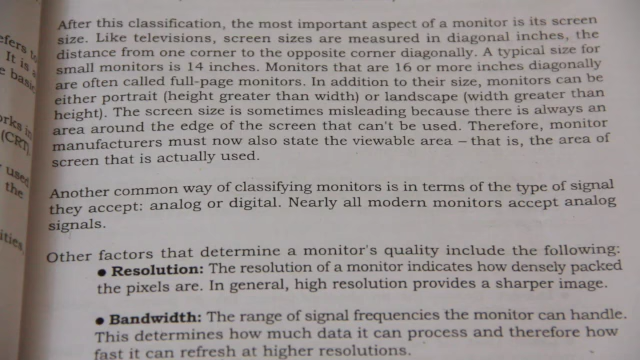 After this classification, the most important aspect of a monitor is its screen
size. Like televisions, screen sizes are measured in diagonal inches, the
distance from one corner to the opposite corner diagonally. A typical size for
small monitors is 14 inches. Monitors that are 16 or more inches diagonally
are often called full-page monitors. In addition to their size, monitors can be
either portrait (height greater than width) or landscape (width greater than
height). The screen size is sometimes misleading because there is always an
area around the edge of the screen that can't be used. Therefore, monitor
manufacturers must now also state the viewable area – that is, the area of
screen that is actually used.
Another common way of classifying monitors is in terms of the type of signal
they accept: analog or digital. Nearly all modern monitors accept analog
signals.
Other factors that determine a monitor's quality include the following:
• Resolution: The resolution of a monitor indicates how densely packed
the pixels are. In general, high resolution provides a sharper image.
• Bandwidth: The range of signal frequencies the monitor can handle.
This determines how much data it can process and therefore how
fast it can refresh at higher resolutions.